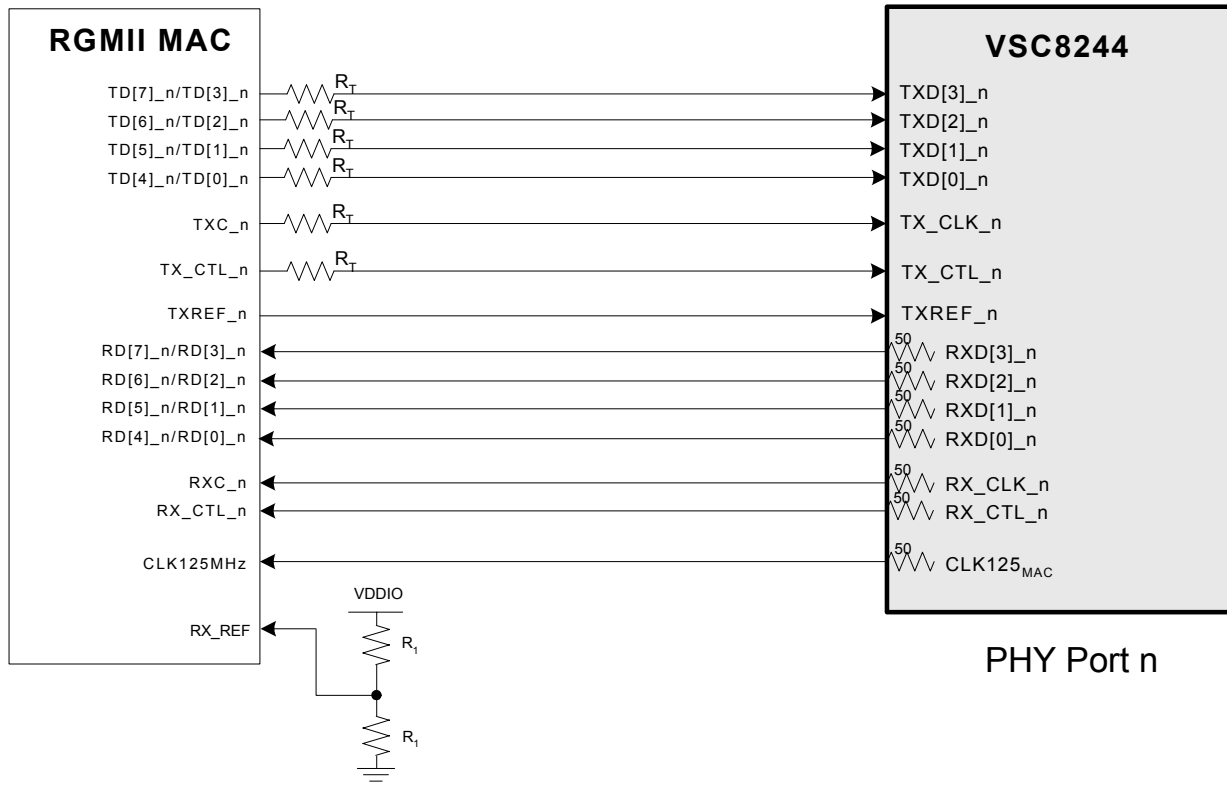 RGMII MAC
VSC8244
TD[7]_n/TD[3]_n
R_T
TXD[3]_n
TD[6]_n/TD[2]_n
R_T
TXD[2]_n
TD[5]_n/TD[1]_n
R_T
TXD[1]_n
TD[4]_n/TD[0]_n
R_T
TXD[0]_n
TXC_n
R_T
TX_CLK_n
TX_CTL_n
R_T
TX_CTL_n
TXREF_n
TXREF_n
RD[7]_n/RD[3]_n
50
RXD[3]_n
RD[6]_n/RD[2]_n
50
RXD[2]_n
RD[5]_n/RD[1]_n
50
RXD[1]_n
RD[4]_n/RD[0]_n
50
RXD[0]_n
RXC_n
50
RX_CLK_n
RX_CTL_n
50
RX_CTL_n
CLK125MHz
50
CLK125MAC
VDDIO
RX_REF
R1
PHY Port n
R1